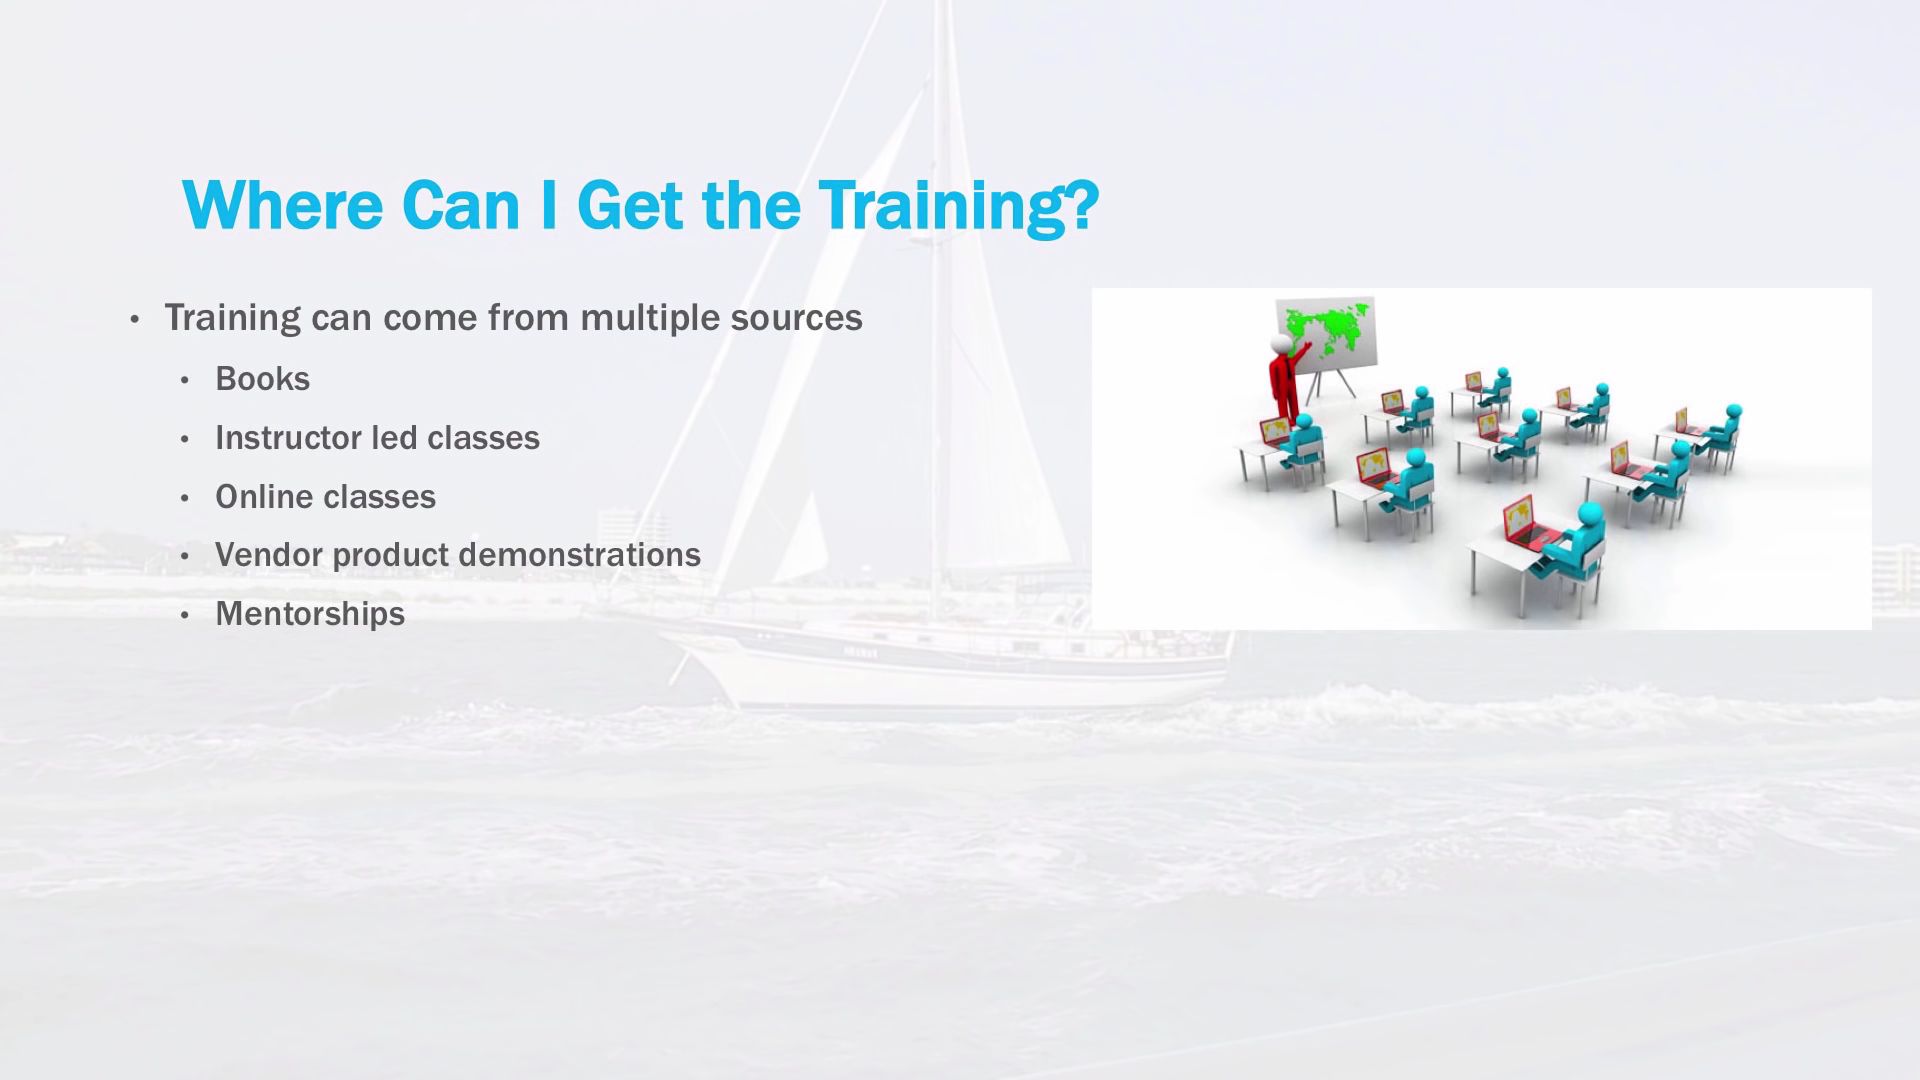 Where Can I Get the Training?
• Training can come from multiple sources
• Books
• Instructor led classes
• Online classes
• Vendor product demonstrations
• Mentorships